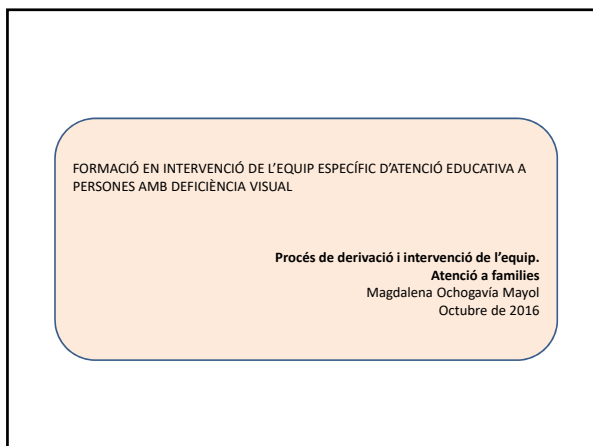 FORMACIÓ EN INTERVENCIÓ DE L'EQUIP ESPECÍFIC D'ATENCIÓ EDUCATIVA A
PERSONES AMB DEFICIÈNCIA VISUAL
Procés de derivació i intervenció de l'equip.
Atenció a families
Magdalena Ochogavía Mayol
Octubre de 2016